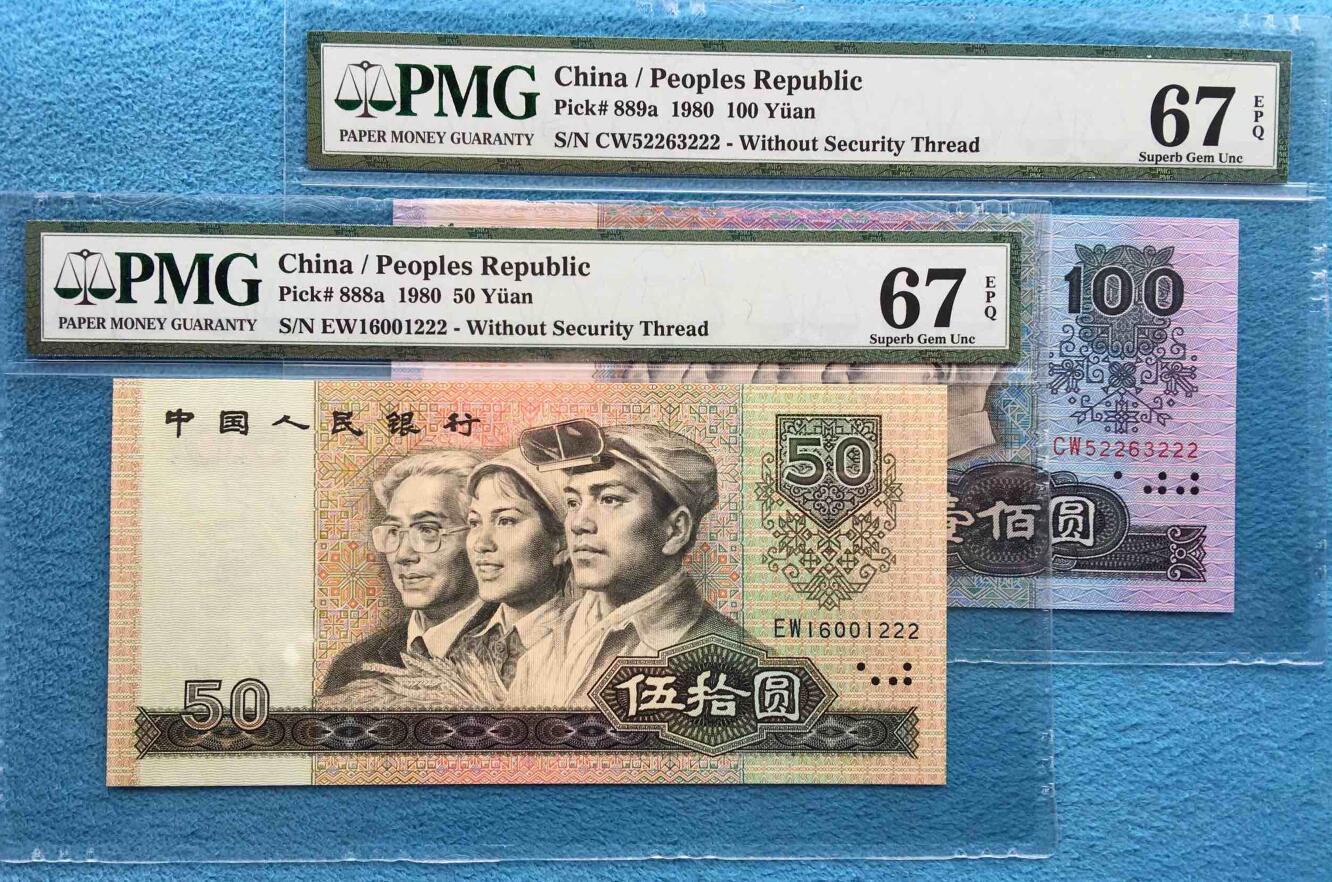 PMG
PAPER MONEY GUARANTY
China / Peoples Republic
Pick# 889a 1980 100 Yüan
S/N CW52263222 - Without Security Thread
67
EPQ
Superb Gem Unc
PMG
PAPER MONEY GUARANTY
China / Peoples Republic
Pick# 888a 1980 50 Yüan
S/N EW16001222 - Without Security Thread
67
EPQ
Superb Gem Unc
100
CW52263222
壹佰圆
中国人民银行
50
EW16001222
50
伍拾圆